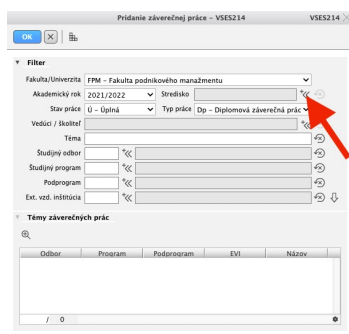 Pridanie záverečnej práce – VSES214 VSES214
OK
Filter
Fakulta/Univerzita FPM – Fakulta podnikového manažmentu
Akademický rok 2021/2022 Stredisko
Stav práce Ú – Úplná Typ práce Dp – Diplomová záverečná prác
Vedúci / školiteľ
Téma
Študijný odbor
Študijný program
Podprogram
Ext. vzd. inštitúcia
Témy záverečných prác
Odbor Program Podprogram EVI Názov
/ 0